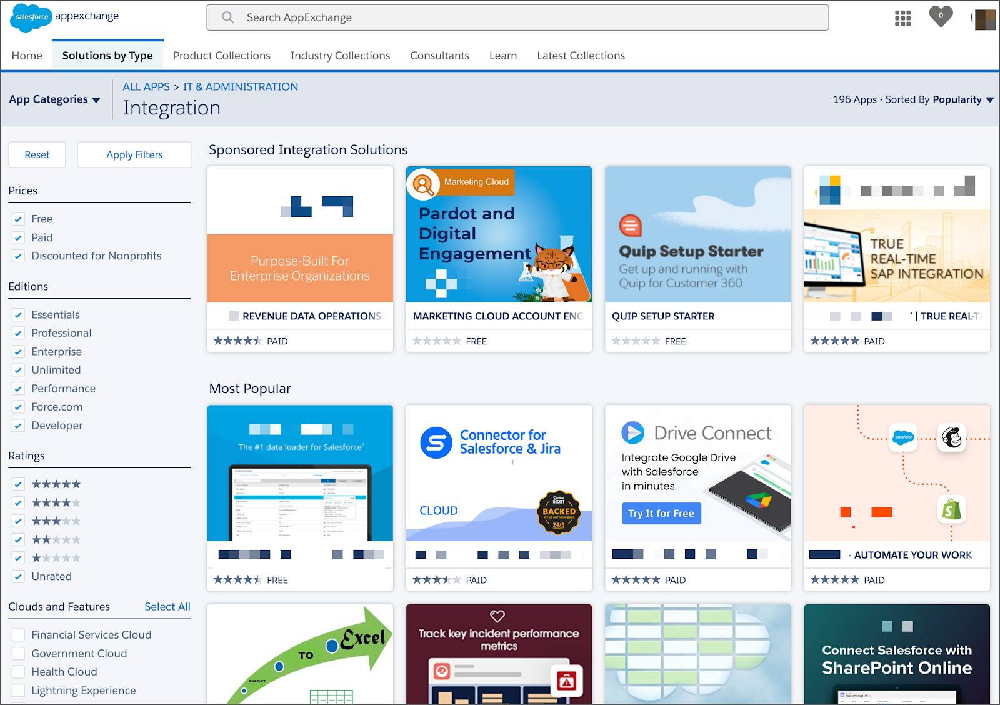 salesforce appexchange
Search AppExchange
0
Home Solutions by Type Product Collections Industry Collections Consultants Learn Latest Collections
App Categories
ALL APPS > IT & ADMINISTRATION
Integration
196 Apps • Sorted By Popularity
Reset
Apply Filters
Prices
Free
Paid
Discounted for Nonprofits
Editions
Essentials
Professional
Enterprise
Unlimited
Performance
Force.com
Developer
Ratings
Unrated
Clouds and Features Select All
Financial Services Cloud
Government Cloud
Health Cloud
Lightning Experience
Sponsored Integration Solutions
Purpose-Built For
Enterprise Organizations
: REVENUE DATA OPERATIONS
PAID
Marketing Cloud
Pardot and
Digital
Engagement
MARKETING CLOUD ACCOUNT ENG
FREE
Quip Setup Starter
Get up and running with
Quip for Customer 360
QUIP SETUP STARTER
FREE
TRUE
REAL-TIME
SAP INTEGRATION
| TRUE REAL-T
PAID
Most Popular
The #1 data loader for Salesforce®
FREE
Connector for
Salesforce & Jira
CLOUD
Service
ROCKET
BACKED
WE'VE GOT YOUR BACK
24/5
SUPPORT
PAID
Drive Connect
Integrate Google Drive
with Salesforce
in minutes.
Try It for Free
PAID
salesforce
- AUTOMATE YOUR WORK
PAID
EXPORT
TO
Excel
Track key incident performance
metrics
Connect Salesforce with
SharePoint Online